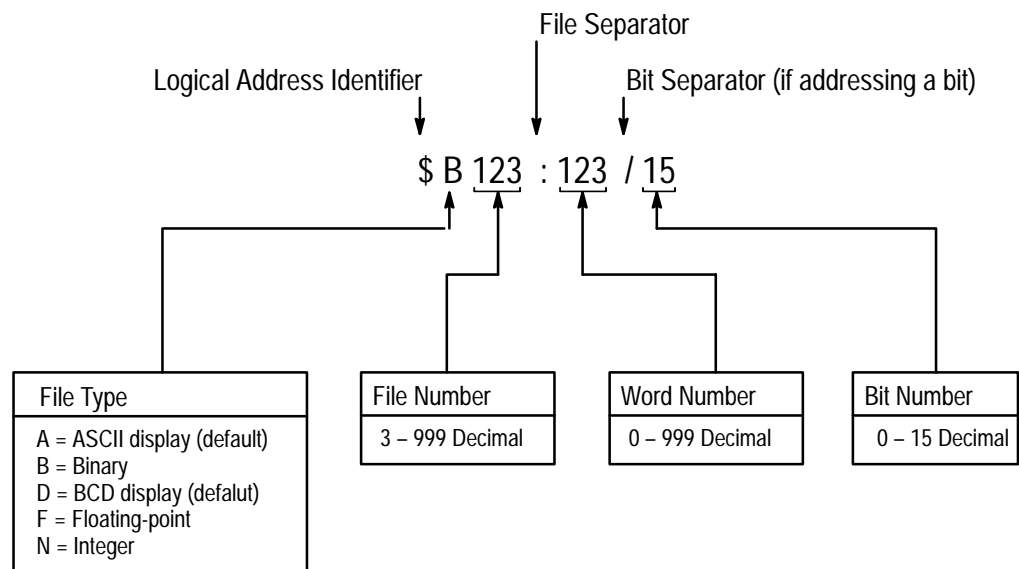 File Separator
Logical Address Identifier
Bit Separator (if addressing a bit)
$ B 123 : 123 / 15
File Type
A = ASCII display (default)
B = Binary
D = BCD display (defalut)
F = Floating-point
N = Integer
File Number
3 – 999 Decimal
Word Number
0 – 999 Decimal
Bit Number
0 – 15 Decimal